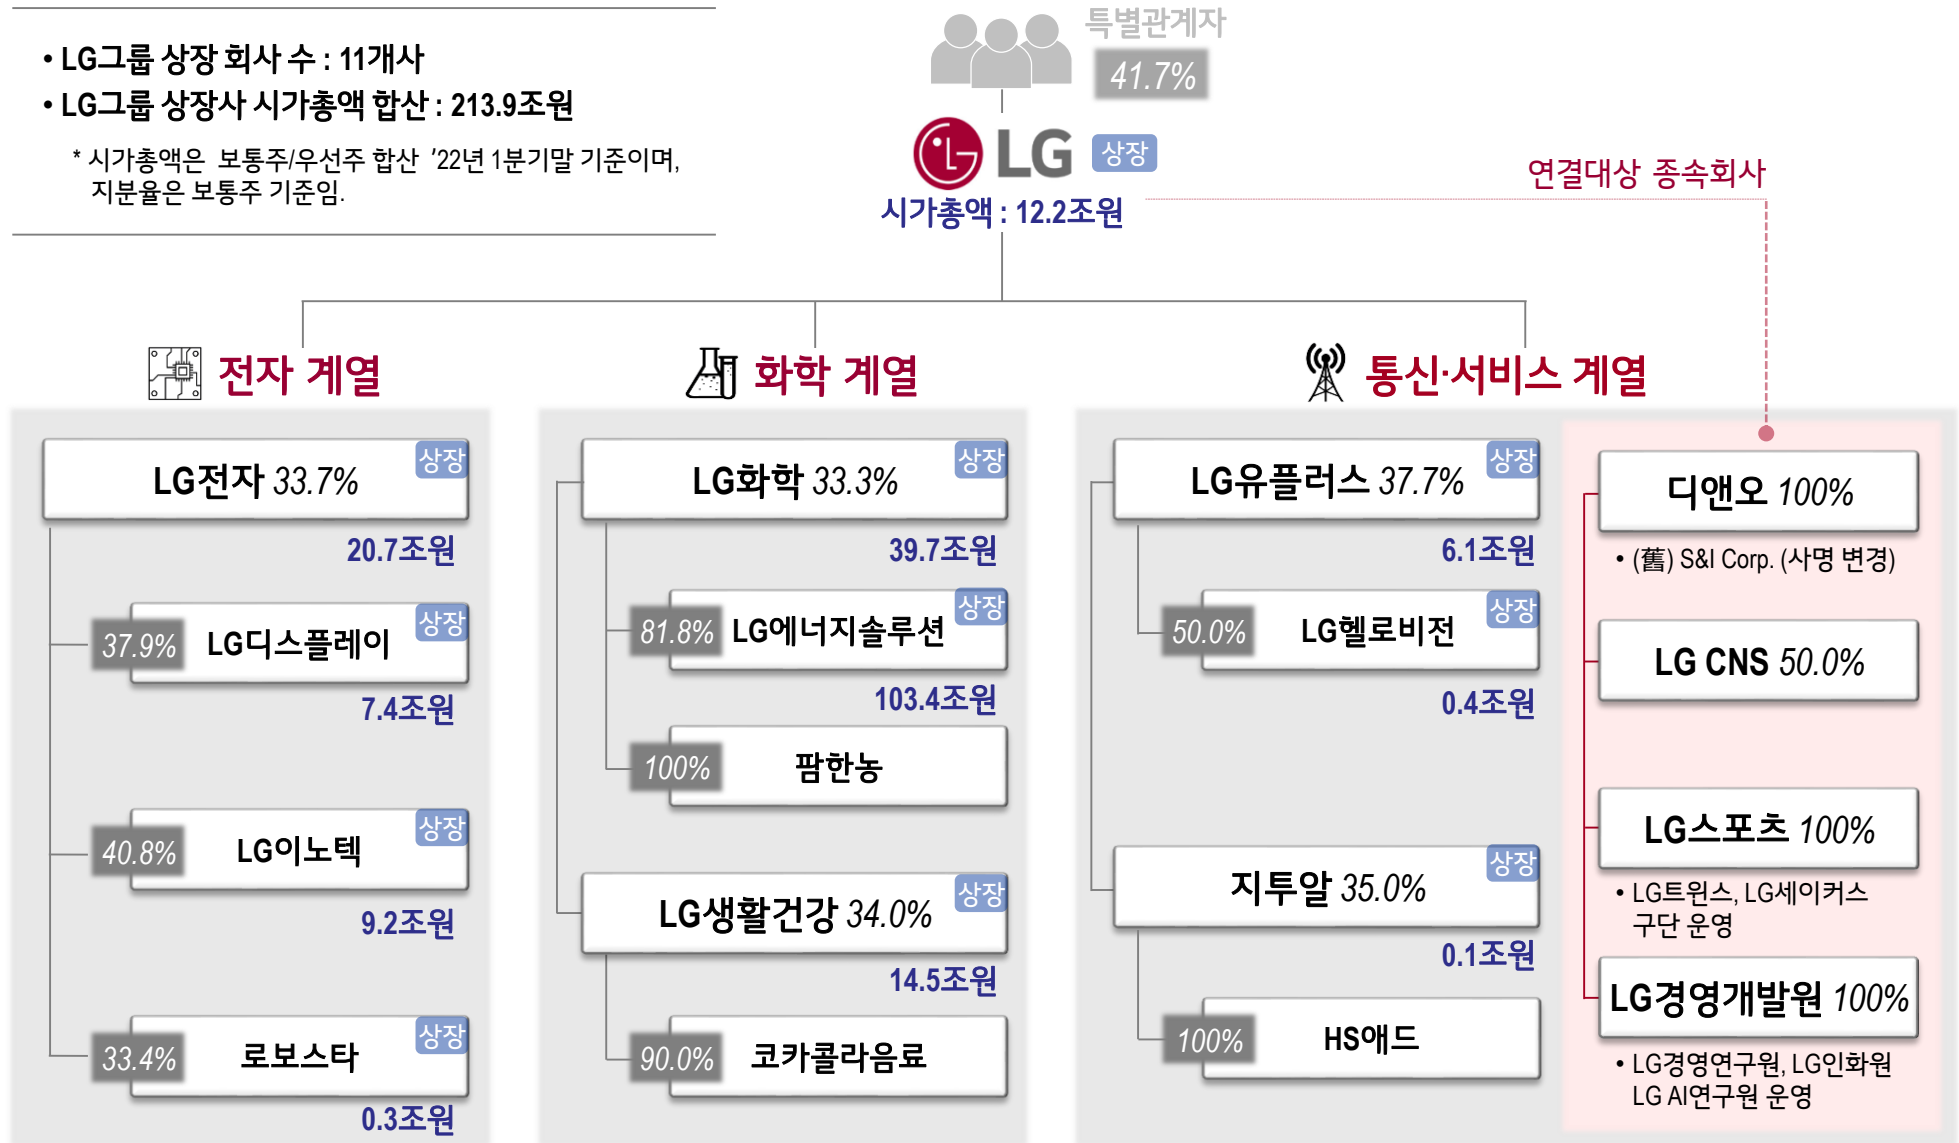 • LG그룹 상장 회사 수 : 11개사
• LG그룹 상장사 시가총액 합산 : 213.9조원
* 시가총액은 보통주/우선주 합산 '22년 1분기말 기준이며,
지분율은 보통주 기준임.
특별관계자
41.7%
LG 상장
시가총액 : 12.2조원
연결대상 종속회사
전자 계열
LG전자 33.7% 상장
20.7조원
37.9% LG디스플레이 상장
7.4조원
40.8% LG이노텍 상장
9.2조원
33.4% 로보스타 상장
0.3조원
화학 계열
LG화학 33.3% 상장
39.7조원
81.8% LG에너지솔루션 상장
103.4조원
100% 팜한농
LG생활건강 34.0% 상장
14.5조원
90.0% 코카콜라음료
통신·서비스 계열
LG유플러스 37.7% 상장
6.1조원
50.0% LG헬로비전 상장
0.4조원
지투알 35.0% 상장
0.1조원
100% HS애드
디앤오 100%
• (舊) S&I Corp. (사명 변경)
LG CNS 50.0%
LG스포츠 100%
• LG트윈스, LG세이커스
구단 운영
LG경영개발원 100%
• LG경영연구원, LG인화원
LG AI연구원 운영